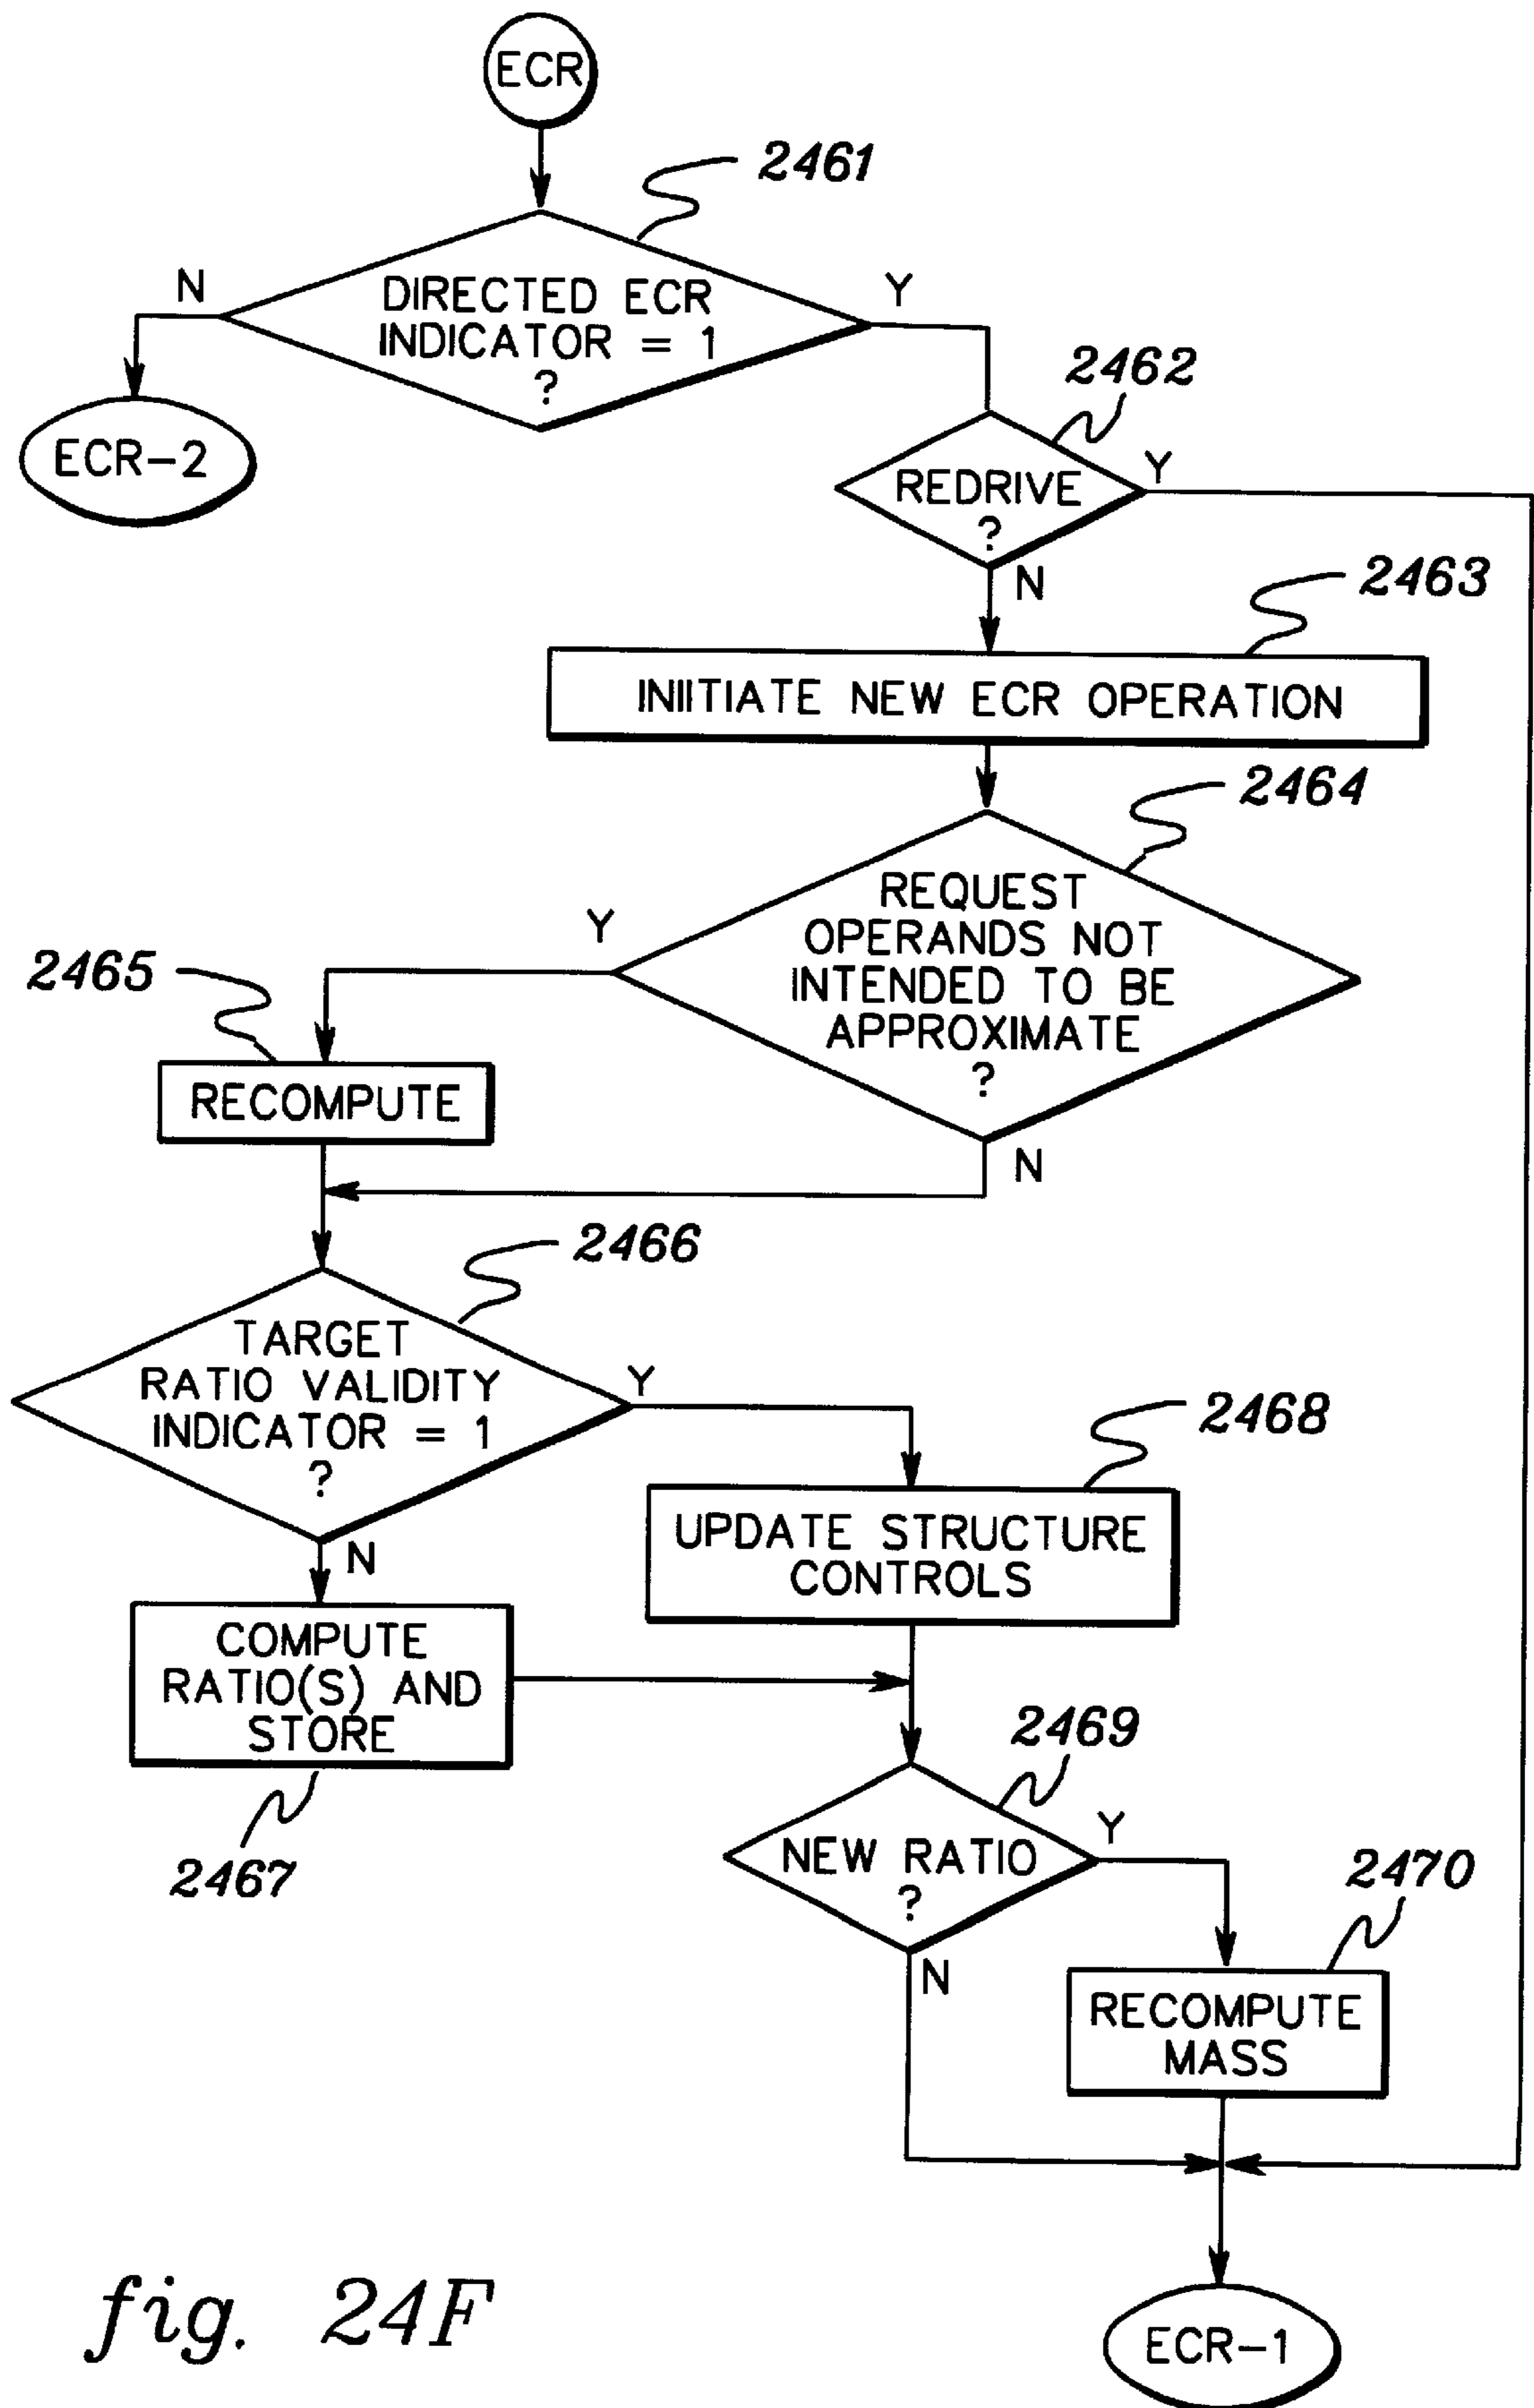 ECR
2461
N
DIRECTED ECR
Y
INDICATOR = 1
?
2462
ECR-2
REDRIVE
Y
?
N
2463
INIITIATE NEW ECR OPERATION
2464
REQUEST
OPERANDS NOT
INTENDED TO BE
APPROXIMATE
?
Y
2465
RECOMPUTE
N
2466
TARGET
RATIO VALIDITY
INDICATOR = 1
?
Y
2468
UPDATE STRUCTURE
CONTROLS
N
COMPUTE
RATIO(S) AND
STORE
2467
2469
NEW RATIO
?
Y
2470
N
RECOMPUTE
MASS
fig. 24F
ECR-1